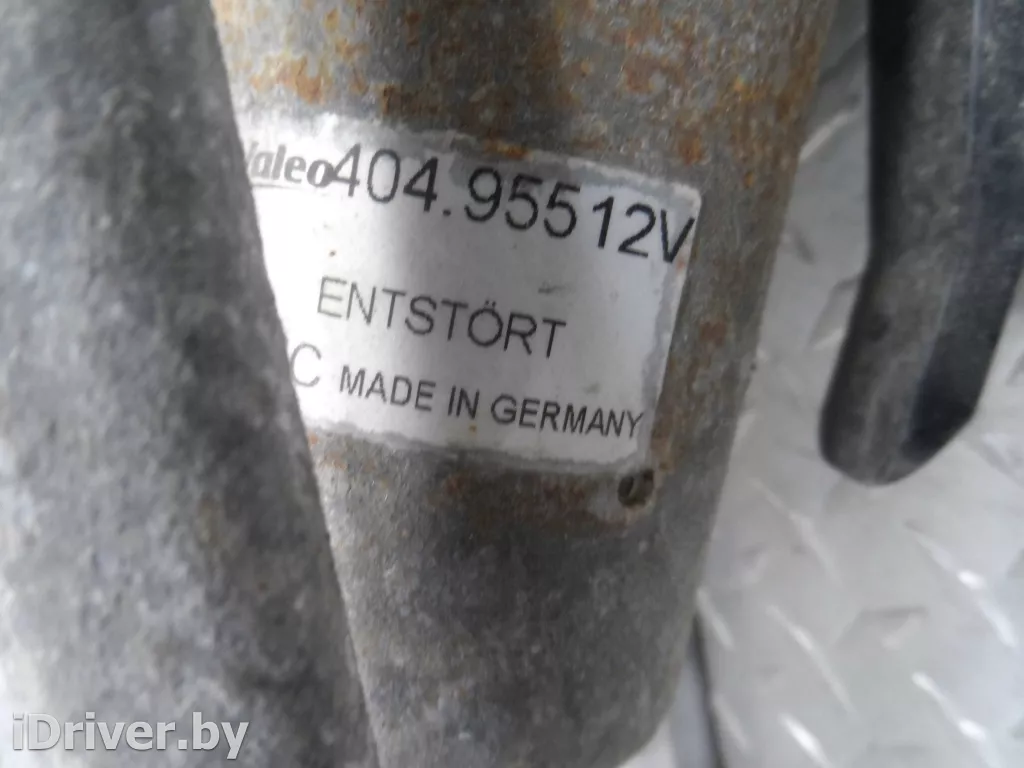 Valeo 404.955 12V
ENTSTÖRT
C MADE IN GERMANY
iDriver.by